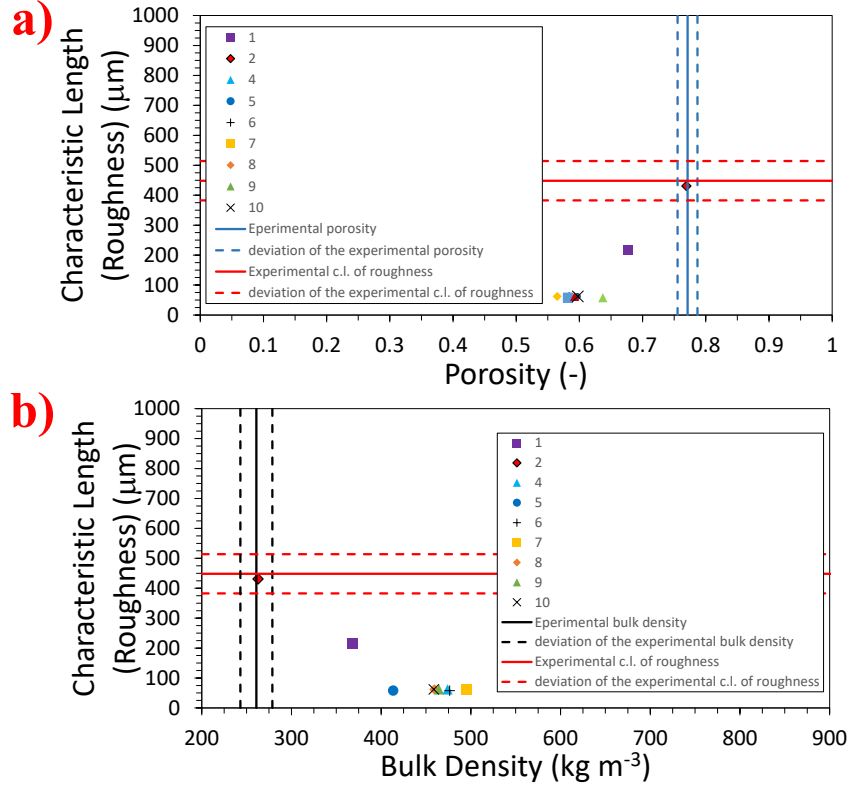 a)
Characteristic Length
(Roughness) (μm)
1000
900
800
700
600
500
400
300
200
100
0
1
2
4
5
6
7
8
9
10
Eperimental porosity
deviation of the experimental porosity
Experimental c.l. of roughness
deviation of the experimental c.l. of roughness
0 0.1 0.2 0.3 0.4 0.5 0.6 0.7 0.8 0.9 1
Porosity (-)
b)
Characteristic Length
(Roughness) (μm)
1000
900
800
700
600
500
400
300
200
100
0
1
2
4
5
6
7
8
9
10
Eperimental bulk density
deviation of the experimental bulk density
Experimental c.l. of roughness
deviation of the experimental c.l. of roughness
200 300 400 500 600 700 800 900
Bulk Density (kg m⁻³)